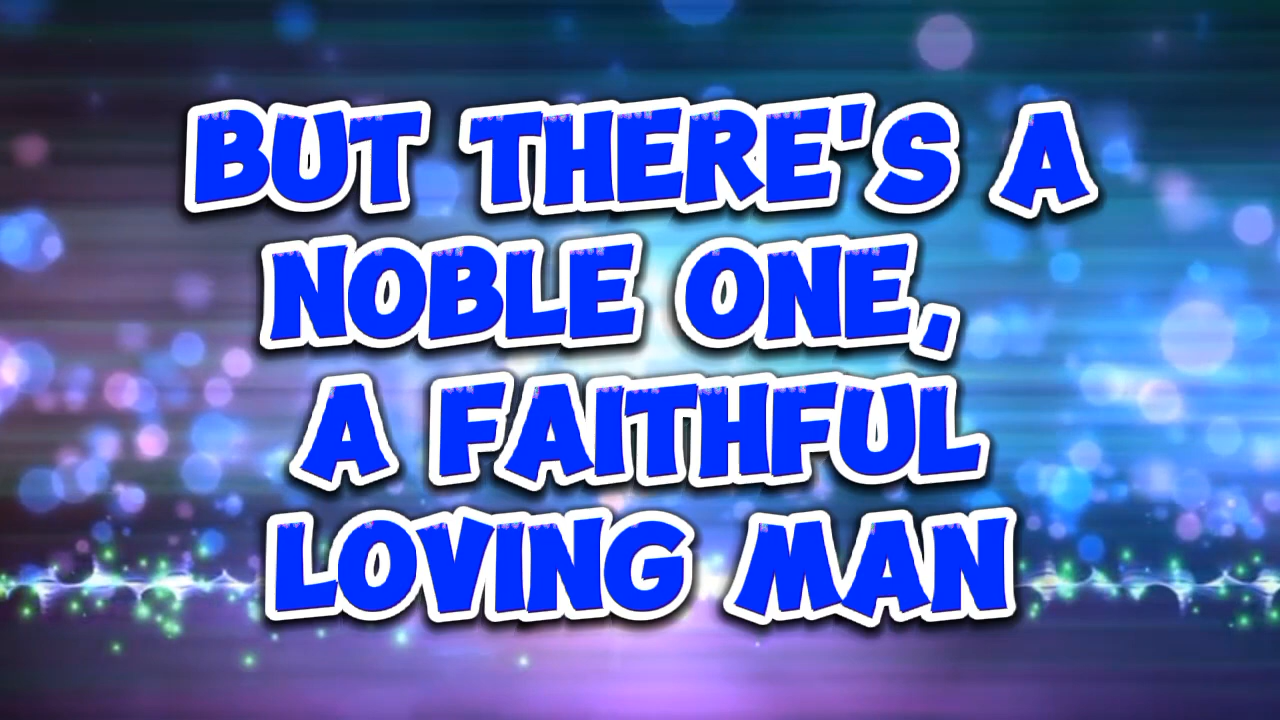 BUT THERE'S A
NOBLE ONE,
A FAITHFUL
LOVING MAN